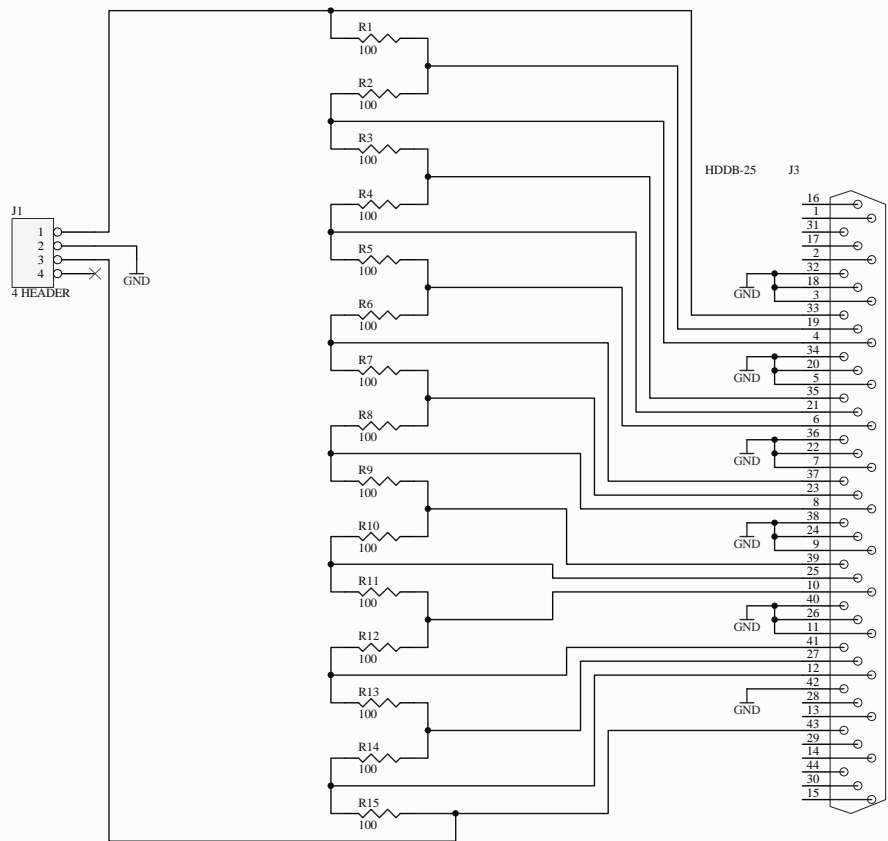 R1
100
R2
100
R3
100
R4
100
R5
100
R6
100
R7
100
R8
100
R9
100
R10
100
R11
100
R12
100
R13
100
R14
100
R15
100
J1
1
2
3
4
4 HEADER
GND
HDDB-25 J3
16
1
31
17
2
32
18
3
GND
33
19
4
34
20
5
GND
35
21
6
36
22
7
GND
37
23
8
38
24
9
GND
39
25
10
40
26
11
GND
41
27
12
42
28
GND
13
43
29
14
44
30
15